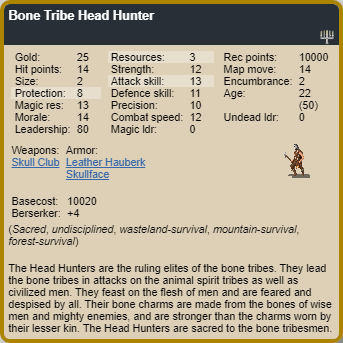 Bone Tribe Head Hunter
Gold: 25 Resources: 3 Rec points: 10000
Hit points: 14 Strength: 12 Map move: 14
Size: 2 Attack skill: 13 Encumbrance: 2
Protection: 8 Defence skill: 11 Age: 22
Magic res: 13 Precision: 10 (50)
Morale: 14 Combat speed: 12 Undead ldr: 0
Leadership: 80 Magic ldr: 0
Weapons: Armor:
Skull Club Leather Hauberk
Skullface
Basecost: 10020
Berserker: +4
(Sacred, undisciplined, wasteland-survival, mountain-survival,
forest-survival)
The Head Hunters are the ruling elites of the bone tribes. They lead
the bone tribes in attacks on the animal spirit tribes as well as
civilized men. They feast on the flesh of men and are feared and
despised by all. Their bone charms are made from the bones of wise
men and mighty enemies, and are stronger than the charms worn by
their lesser kin. The Head Hunters are sacred to the bone tribesmen.